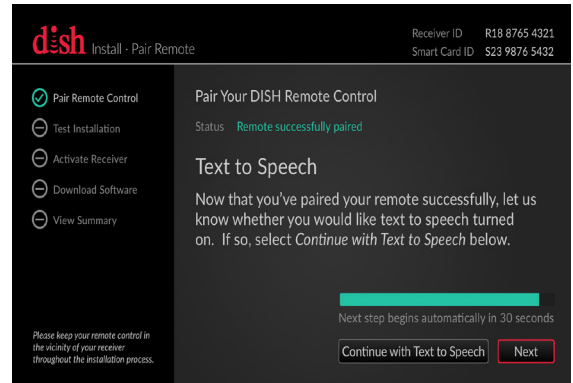 dish Install - Pair Remote
Receiver ID R18 8765 4321
Smart Card ID S23 9876 5432
Pair Remote Control
Test Installation
Activate Receiver
Download Software
View Summary
Please keep your remote control in
the vicinity of your receiver
throughout the installation process.
Pair Your DISH Remote Control
Status Remote successfully paired
Text to Speech
Now that you've paired your remote successfully, let us
know whether you would like text to speech turned
on. If so, select Continue with Text to Speech below.
Next step begins automatically in 30 seconds
Continue with Text to Speech Next